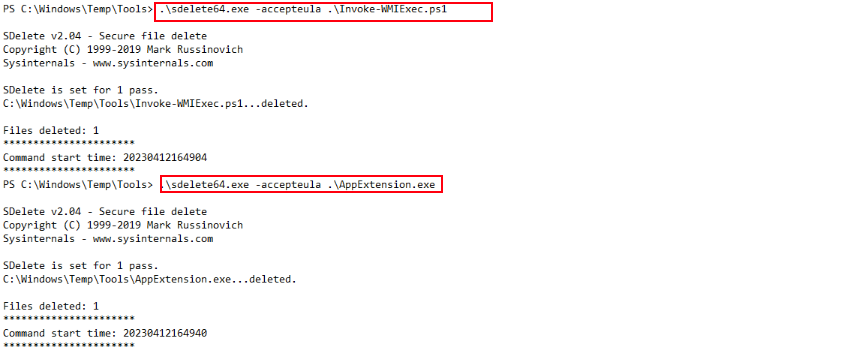 PS C:\Windows\Temp\Tools> .\sdelete64.exe -accepteula .\Invoke-WMIExec.ps1
SDelete v2.04 - Secure file delete
Copyright (C) 1999-2019 Mark Russinovich
Sysinternals - www.sysinternals.com
SDelete is set for 1 pass.
C:\Windows\Temp\Tools\Invoke-WMIExec.ps1...deleted.
Files deleted: 1
**********************
Command start time: 20230412164904
**********************
PS C:\Windows\Temp\Tools> .\sdelete64.exe -accepteula .\AppExtension.exe
SDelete v2.04 - Secure file delete
Copyright (C) 1999-2019 Mark Russinovich
Sysinternals - www.sysinternals.com
SDelete is set for 1 pass.
C:\Windows\Temp\Tools\AppExtension.exe...deleted.
Files deleted: 1
**********************
Command start time: 20230412164940
**********************